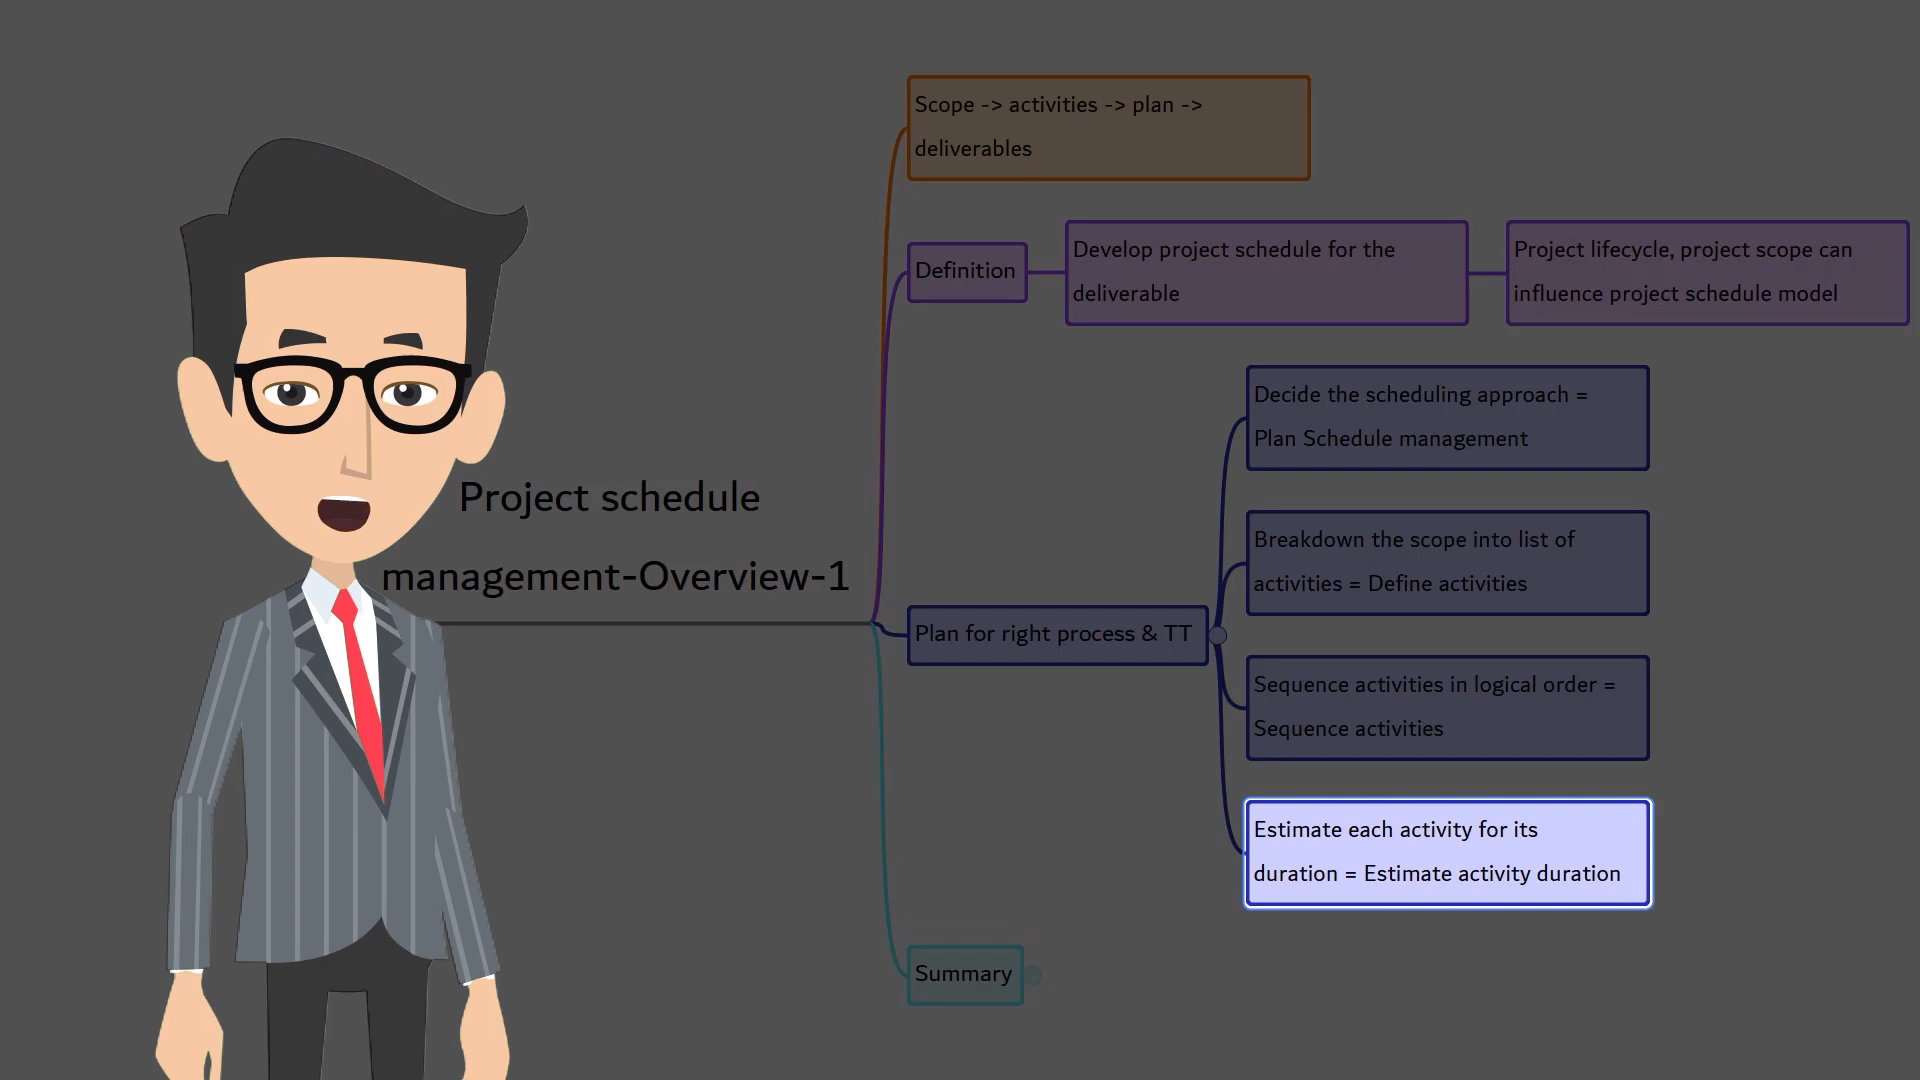 Project schedule
management-Overview-1
Scope -> activities -> plan ->
deliverables
Definition
Develop project schedule for the
deliverable
Project lifecycle, project scope can
influence project schedule model
Plan for right process & TT
Decide the scheduling approach =
Plan Schedule management
Breakdown the scope into list of
activities = Define activities
Sequence activities in logical order =
Sequence activities
Estimate each activity for its
duration = Estimate activity duration
Summary